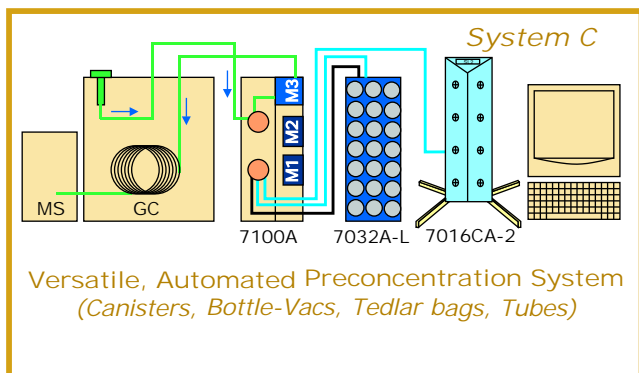 System C
M3
M2
M1
MS
GC
7100A
7032A-L
7016CA-2
Versatile, Automated Preconcentration System
(Canisters, Bottle-Vacs, Tedlar bags, Tubes)